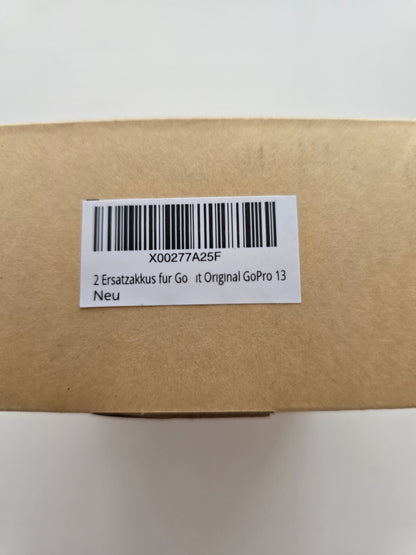 X00277A25F
2 Ersatzakkus fur Go it Original GoPro 13
Neu